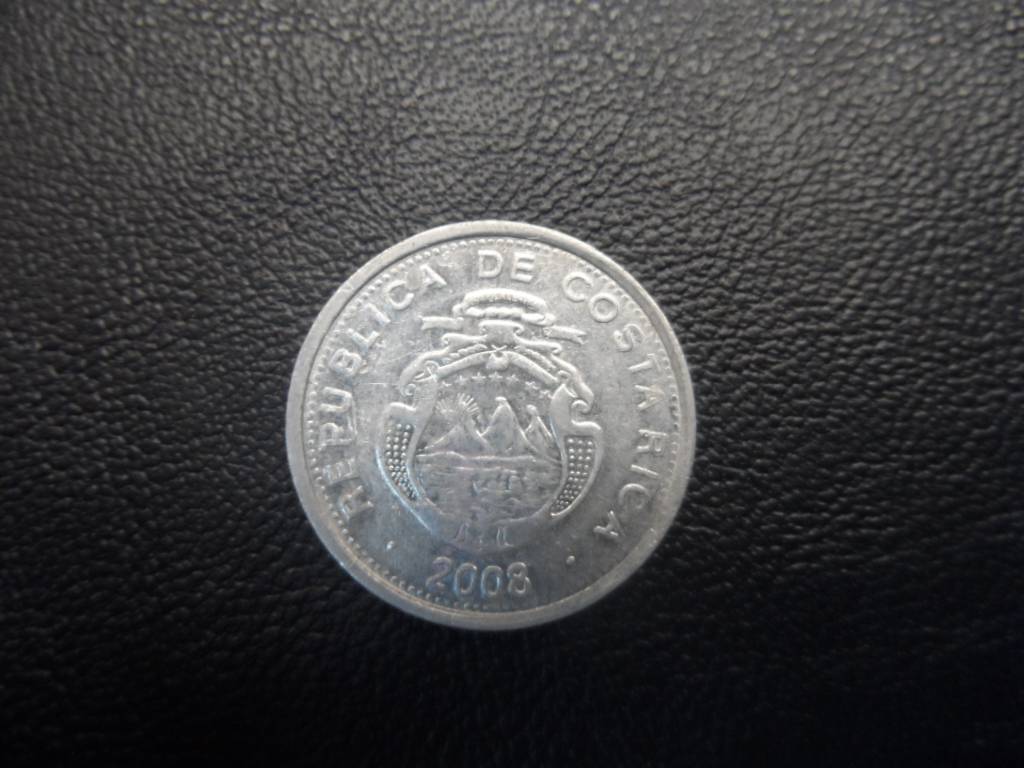 REPUBLICA DE COSTA RICA
2008